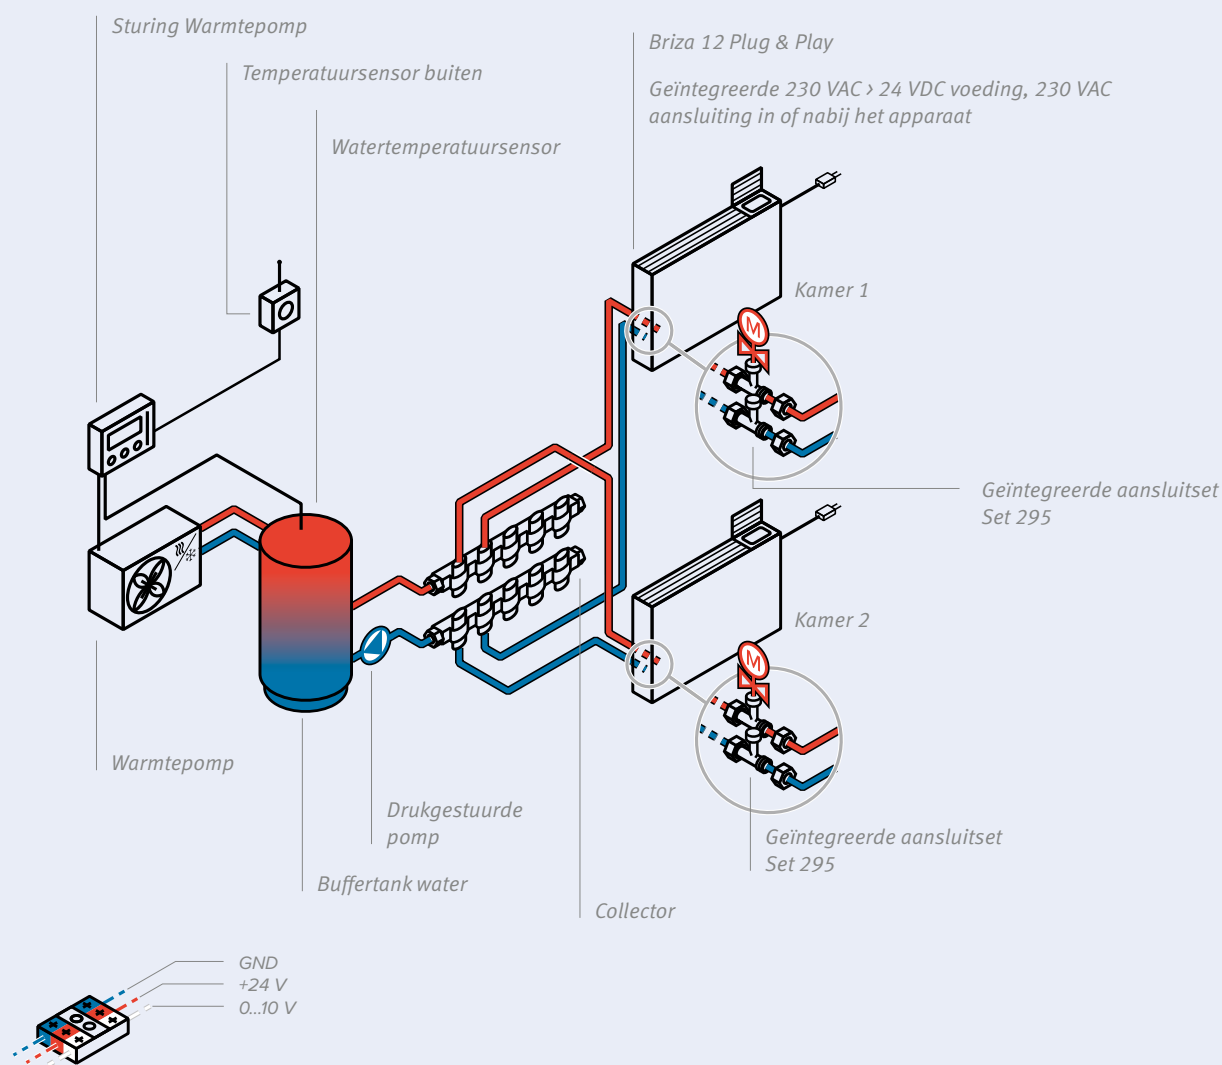 Sturing Warmtepomp
Temperatuursensor buiten
Watertemperatuursensor
Briza 12 Plug & Play
Geïntegreerde 230 VAC › 24 VDC voeding, 230 VAC
aansluiting in of nabij het apparaat
Kamer 1
M
Geïntegreerde aansluitset
Set 295
Kamer 2
M
Geïntegreerde aansluitset
Set 295
Warmtepomp
Drukgestuurde
pomp
Buffertank water
Collector
GND
+24 V
0...10 V